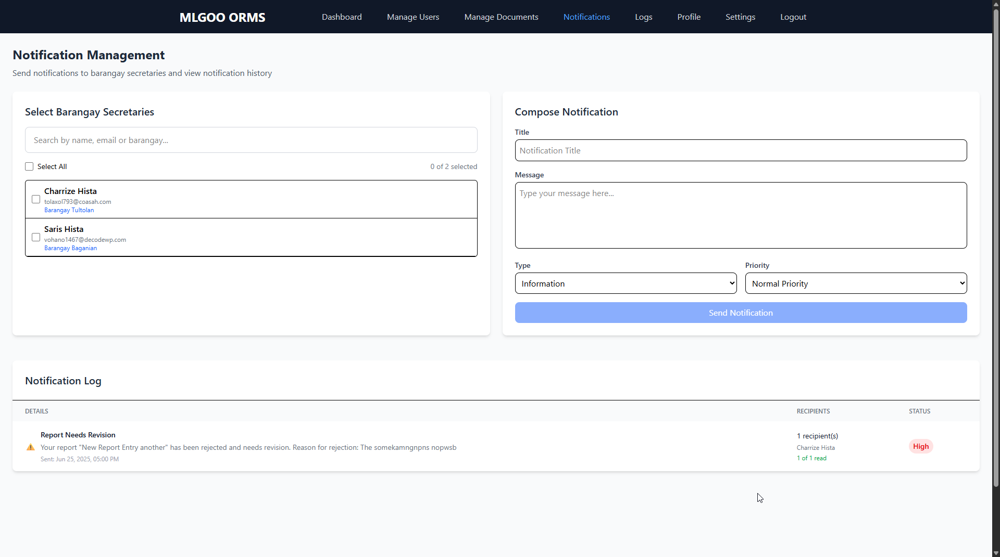 MLGOO ORMS
Dashboard
Manage Users
Manage Documents
Notifications
Logs
Profile
Settings
Logout
Notification Management
Send notifications to barangay secretaries and view notification history
Select Barangay Secretaries
Search by name, email or barangay...
Select All
0 of 2 selected
Charrize Hista
tolaxol793@coasah.com
Barangay Tultolan
Saris Hista
vohano1467@decodewp.com
Barangay Baganian
Compose Notification
Title
Notification Title
Message
Type your message here...
Type
Priority
Information
Normal Priority
Send Notification
Notification Log
DETAILS
RECIPIENTS
STATUS
Report Needs Revision
Your report "New Report Entry another" has been rejected and needs revision. Reason for rejection: The somekamngnpns nopwsb
Sent: Jun 25, 2025, 05:00 PM
1 recipient(s)
Charrize Hista
1 of 1 read
High